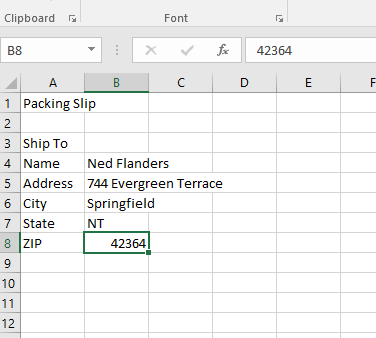 Clipboard Font
B8 fx 42364
A B C D E F
1 Packing Slip
2
3 Ship To
4 Name Ned Flanders
5 Address 744 Evergreen Terrace
6 City Springfield
7 State NT
8 ZIP 42364
9
10
11
12